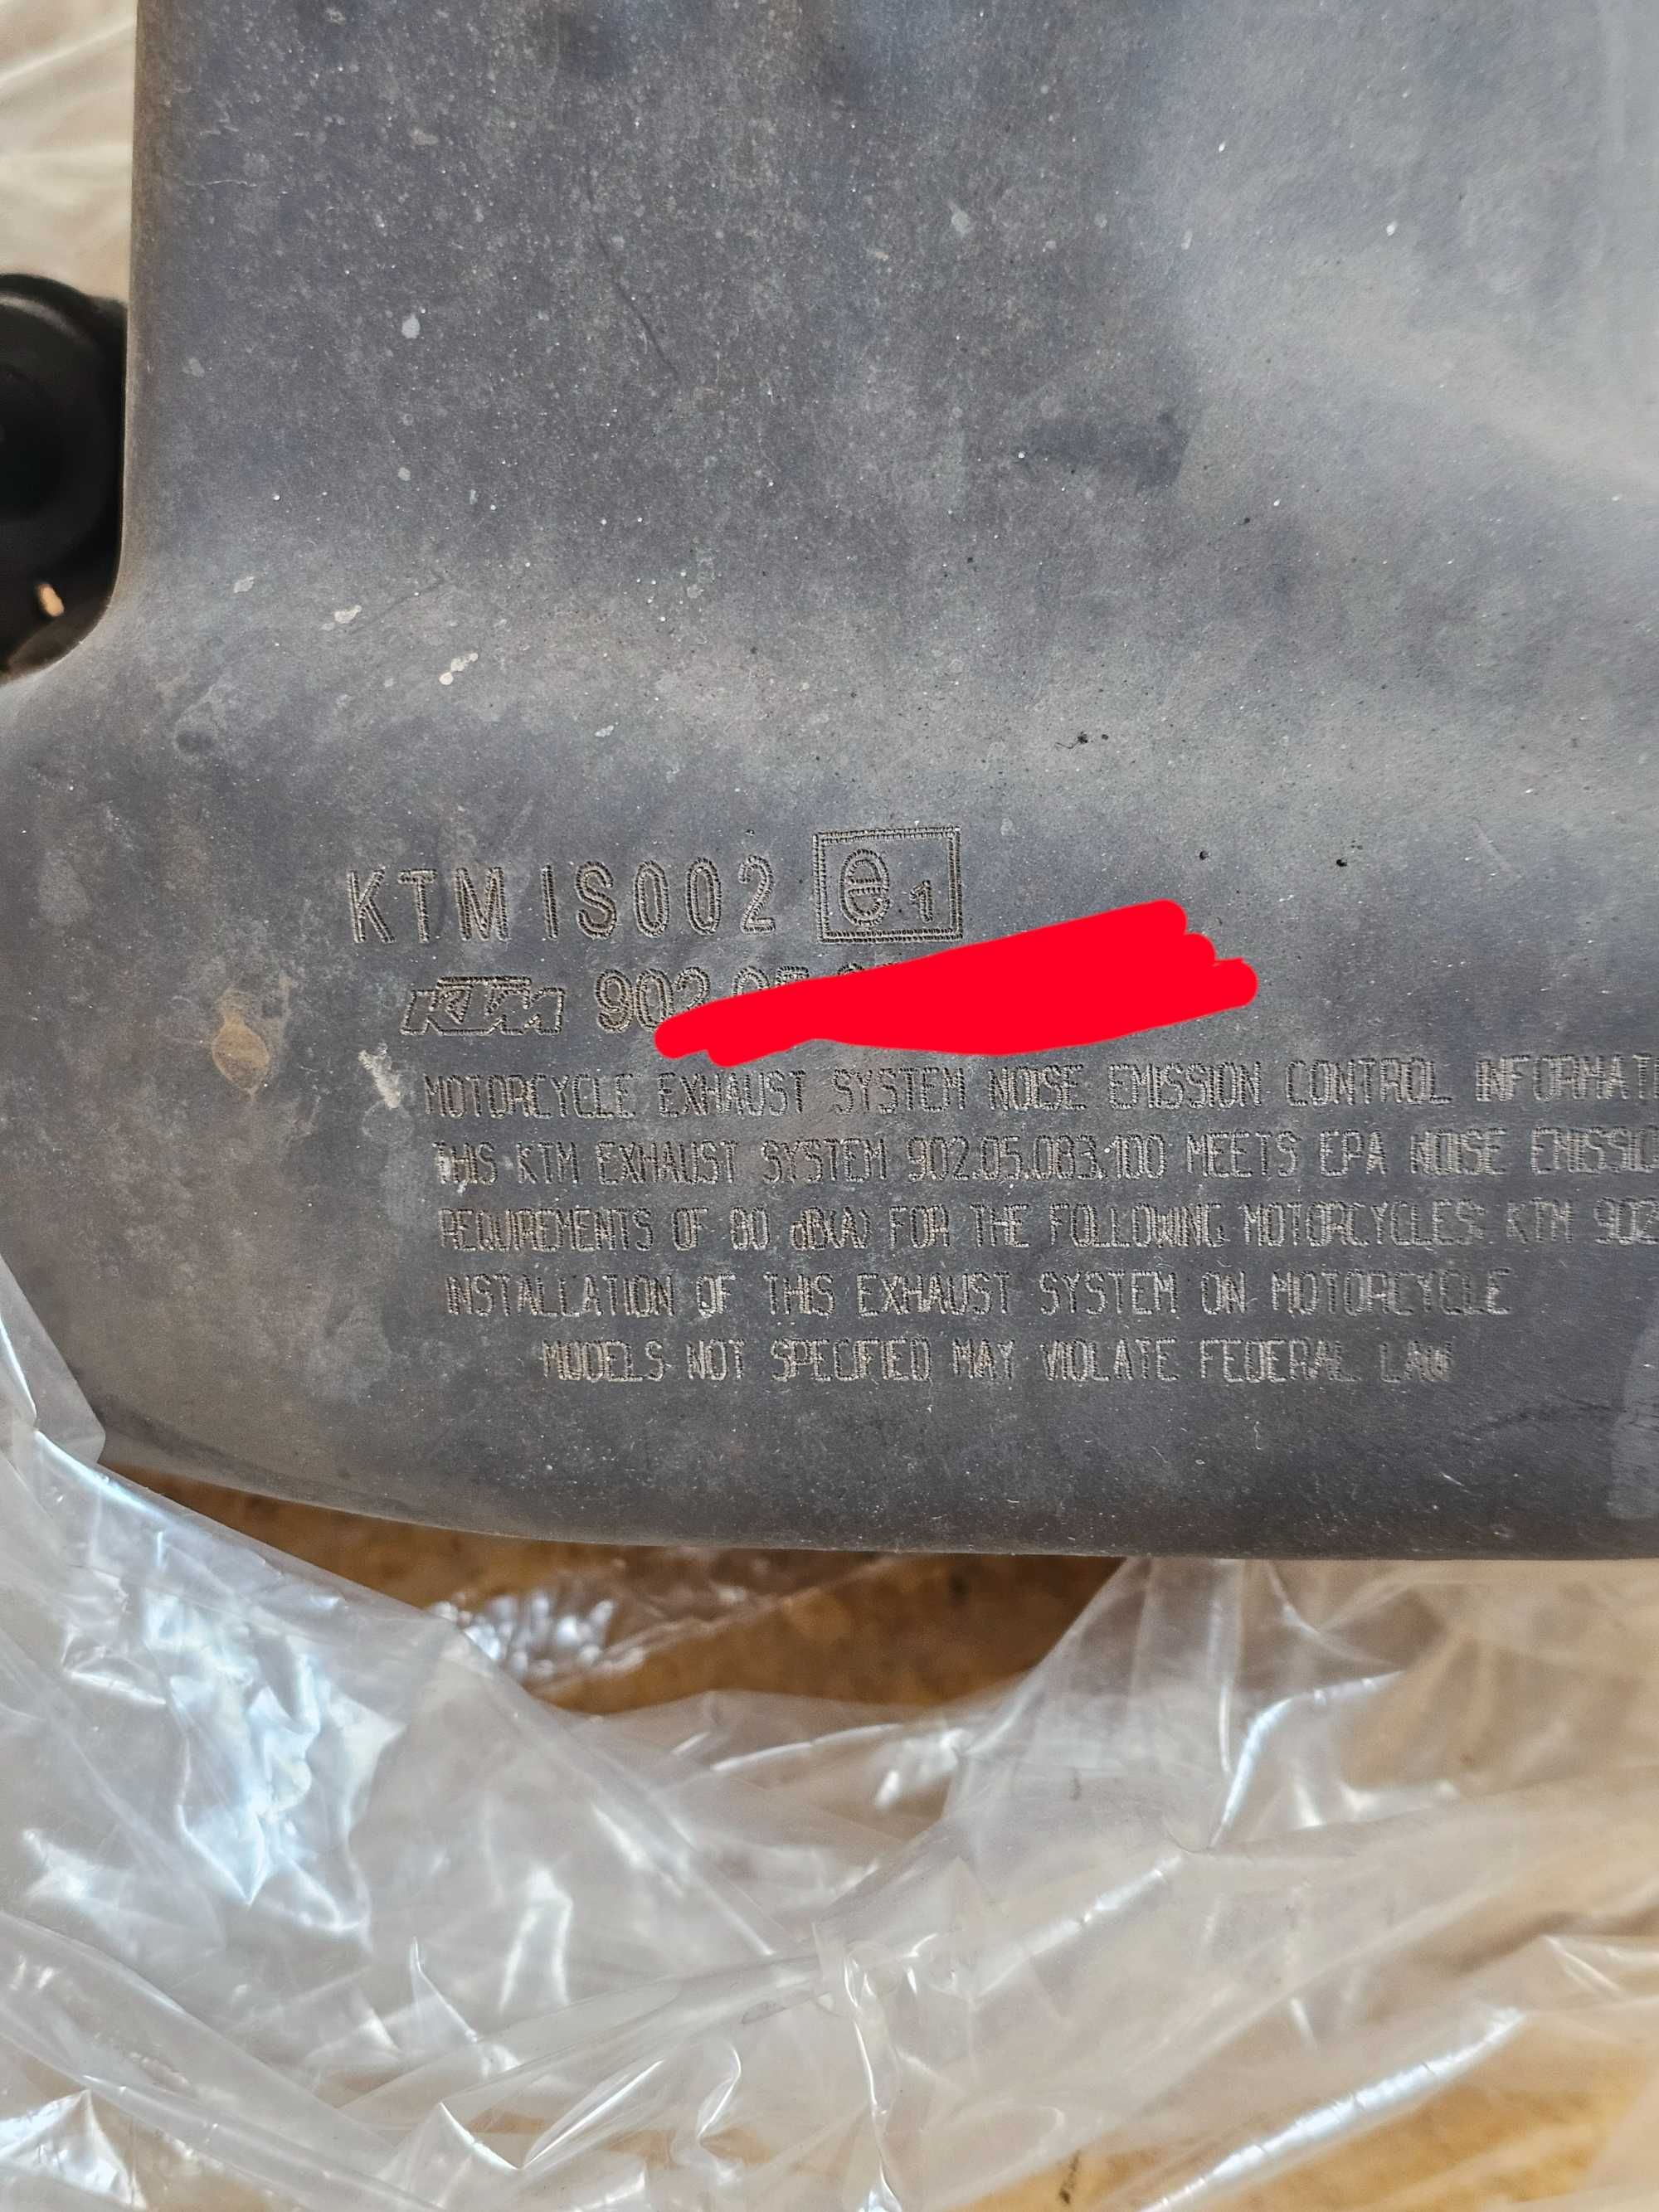 KTM IS002 e1
KTM 902.05
MOTORCYCLE EXHAUST SYSTEM NOISE EMISSION CONTROL
THIS KTM EXHAUST SYSTEM 902.05.083.100 MEETS EPA NOISE
REQUIREMENTS OF 80 dB(A) FOR THE FOLLOWING MOTORCYCLES: KTM 902
INSTALLATION OF THIS EXHAUST SYSTEM ON MOTORCYCLE
MODELS NOT SPECIFIED MAY VIOLATE FEDERAL LAW